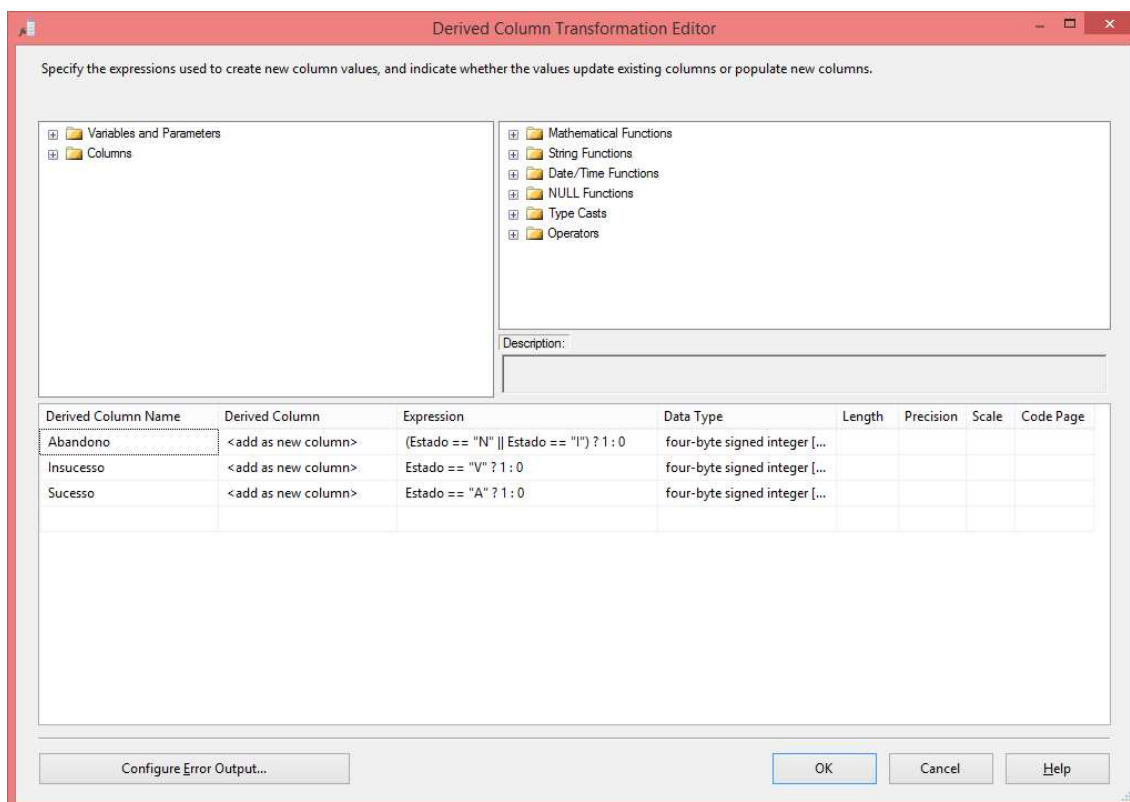 Derived Column Transformation Editor
Specify the expressions used to create new column values, and indicate whether the values update existing columns or populate new columns.
Variables and Parameters
Columns
Mathematical Functions
String Functions
Date/Time Functions
NULL Functions
Type Casts
Operators
Description:
Derived Column Name Derived Column Expression Data Type Length Precision Scale Code Page
Abandono <add as new column> (Estado == "N" || Estado == "I") ? 1 : 0 four-byte signed integer [...
Insucesso <add as new column> Estado == "V" ? 1 : 0 four-byte signed integer [...
Sucesso <add as new column> Estado == "A" ? 1 : 0 four-byte signed integer [...
Configure Error Output... OK Cancel Help